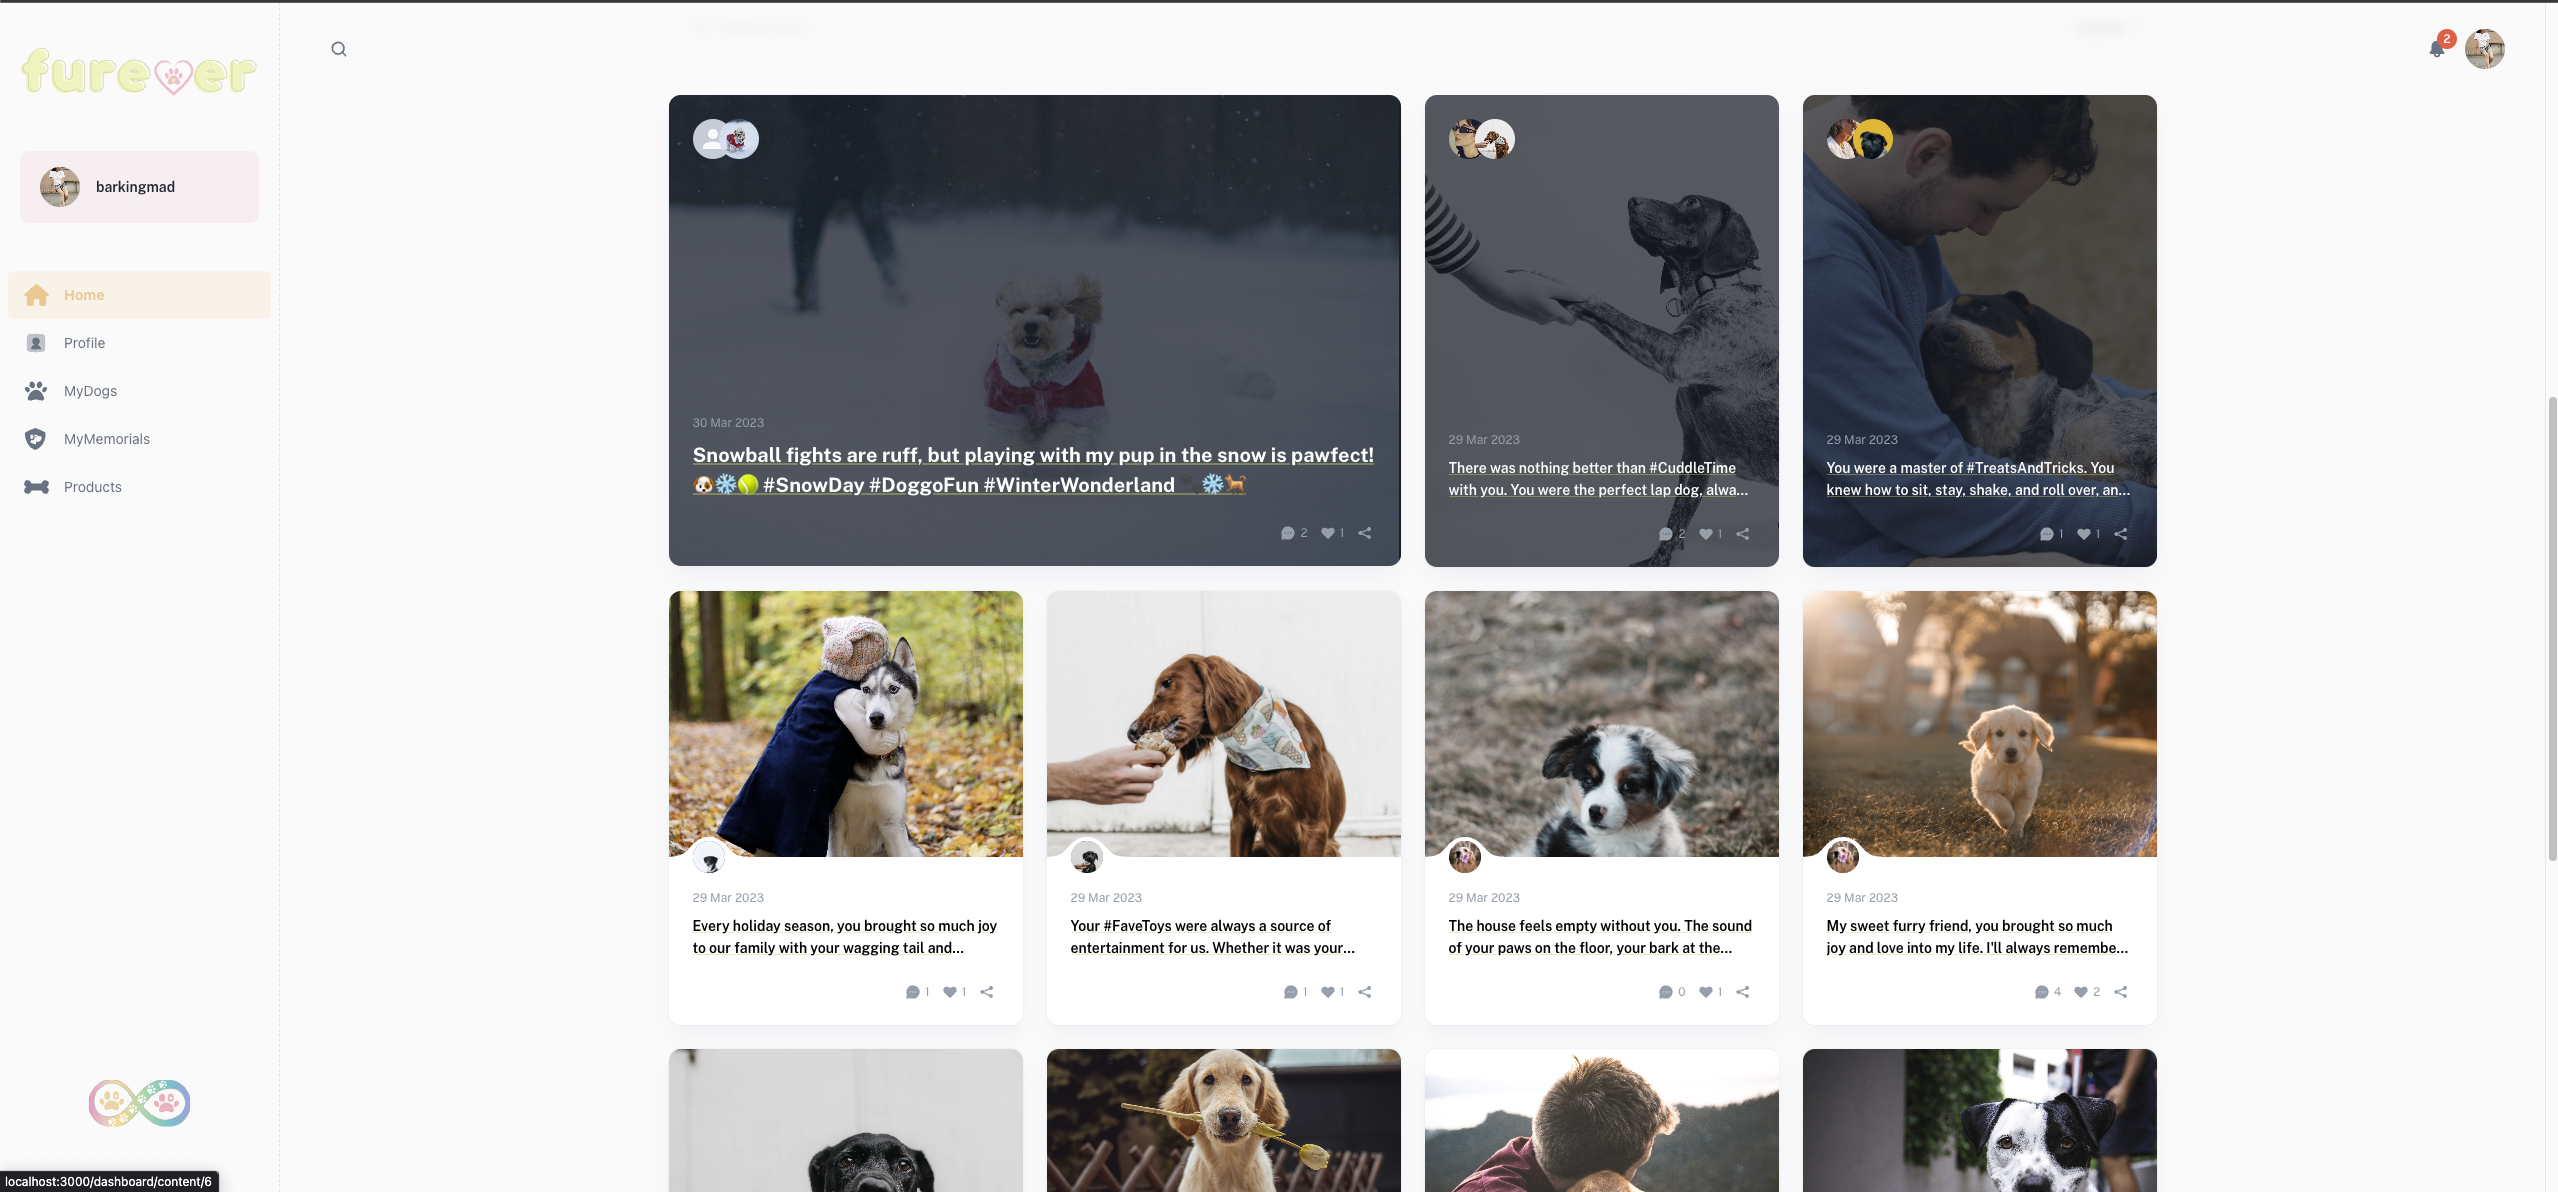 furever
2
barkingmad
Home
Profile
MyDogs
MyMemorials
Products
30 Mar 2023
Snowball fights are ruff, but playing with my pup in the snow is pawfect!
🐶❄️🎾 #SnowDay #DoggoFun #WinterWonderland 🐾❄️🐕
2 1
29 Mar 2023
There was nothing better than #CuddleTime
with you. You were the perfect lap dog, alwa...
2 1
29 Mar 2023
You were a master of #TreatsAndTricks. You
knew how to sit, stay, shake, and roll over, an...
1 1
29 Mar 2023
Every holiday season, you brought so much joy
to our family with your wagging tail and...
1 1
29 Mar 2023
Your #FaveToys were always a source of
entertainment for us. Whether it was your...
1 1
29 Mar 2023
The house feels empty without you. The sound
of your paws on the floor, your bark at the...
0 1
29 Mar 2023
My sweet furry friend, you brought so much
joy and love into my life. I'll always remembe...
4 2
localhost:3000/dashboard/content/6